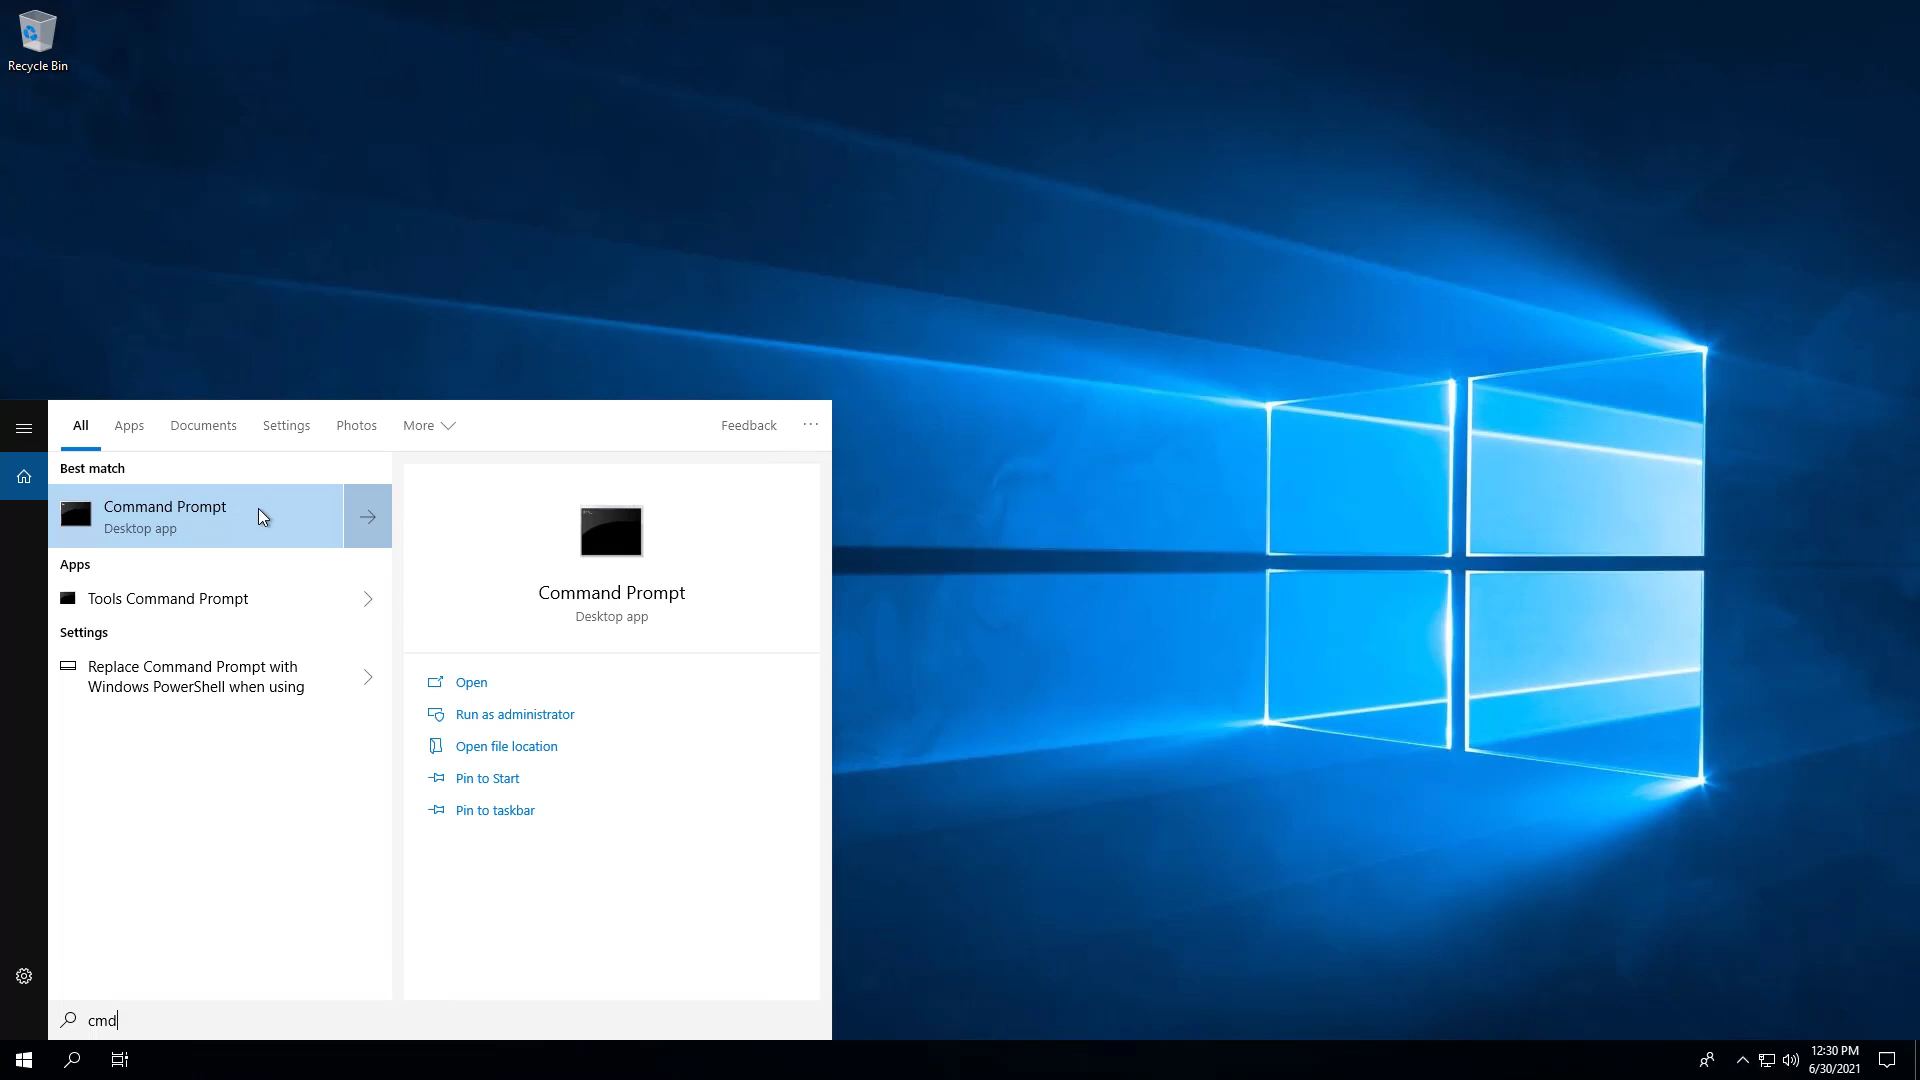 Recycle Bin
All
Apps
Documents
Settings
Photos
More
Feedback
Best match
Command Prompt
Desktop app
Apps
Tools Command Prompt
Settings
Replace Command Prompt with
Windows PowerShell when using
Command Prompt
Desktop app
Open
Run as administrator
Open file location
Pin to Start
Pin to taskbar
cmd
12:30 PM
6/30/2021